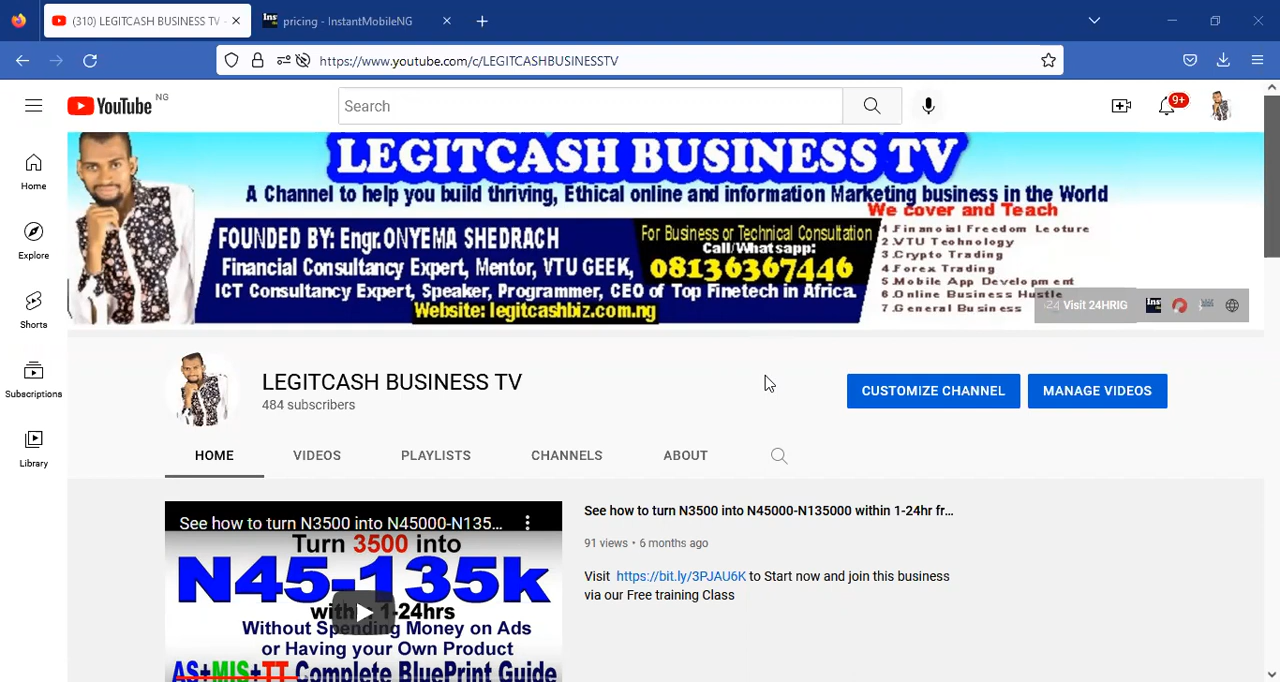 (310) LEGITCASH BUSINESS TV -
pricing - InstantMobileNG
https://www.youtube.com/c/LEGITCASHBUSINESSTV
YouTube NG
Search
9+
Home
Explore
Shorts
Subscriptions
Library
LEGITCASH BUSINESS TV
A Channel to help you build thriving, Ethical online and information Marketing business in the World
We cover and Teach
FOUNDED BY: Engr.ONYEMA SHEDRACH
Financial Consultancy Expert, Mentor, VTU GEEK,
ICT Consultancy Expert, Speaker, Programmer, CEO of Top Finetech in Africa.
Website: legitcashbiz.com.ng
For Business or Technical Consultation
Call/Whatsapp:
08136367446
1.Financial Freedom Lecture
2.VTU Technology
3.Crypto Trading
4.Forex Trading
5.Mobile App Development
6.Online Business Hustle
7.General Business
Visit 24HRIG
LEGITCASH BUSINESS TV
484 subscribers
CUSTOMIZE CHANNEL
MANAGE VIDEOS
HOME
VIDEOS
PLAYLISTS
CHANNELS
ABOUT
See how to turn N3500 into N45000-N135...
Turn 3500 into
N45-135k
within 1-24hrs
Without Spending Money on Ads
or Having your Own Product
AS+MIS+TT Complete BluePrint Guide
See how to turn N3500 into N45000-N135000 within 1-24hr fr...
91 views • 6 months ago
Visit https://bit.ly/3PJAU6K to Start now and join this business
via our Free training Class